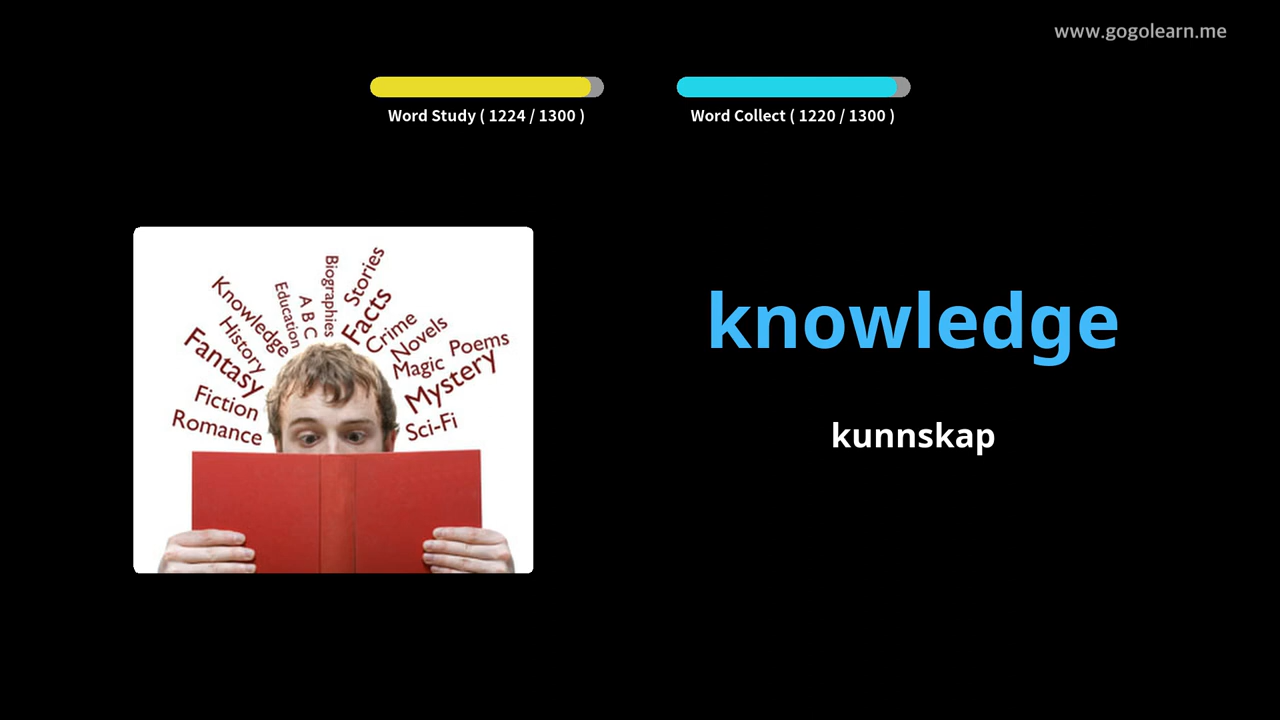 www.gogolearn.me
Word Study ( 1224 / 1300 )
Word Collect ( 1220 / 1300 )
Knowledge
History
Fantasy
Fiction
Romance
Education
A B C
Biographies
Stories
Facts
Crime
Novels
Magic
Poems
Mystery
Sci-Fi
knowledge
kunnskap